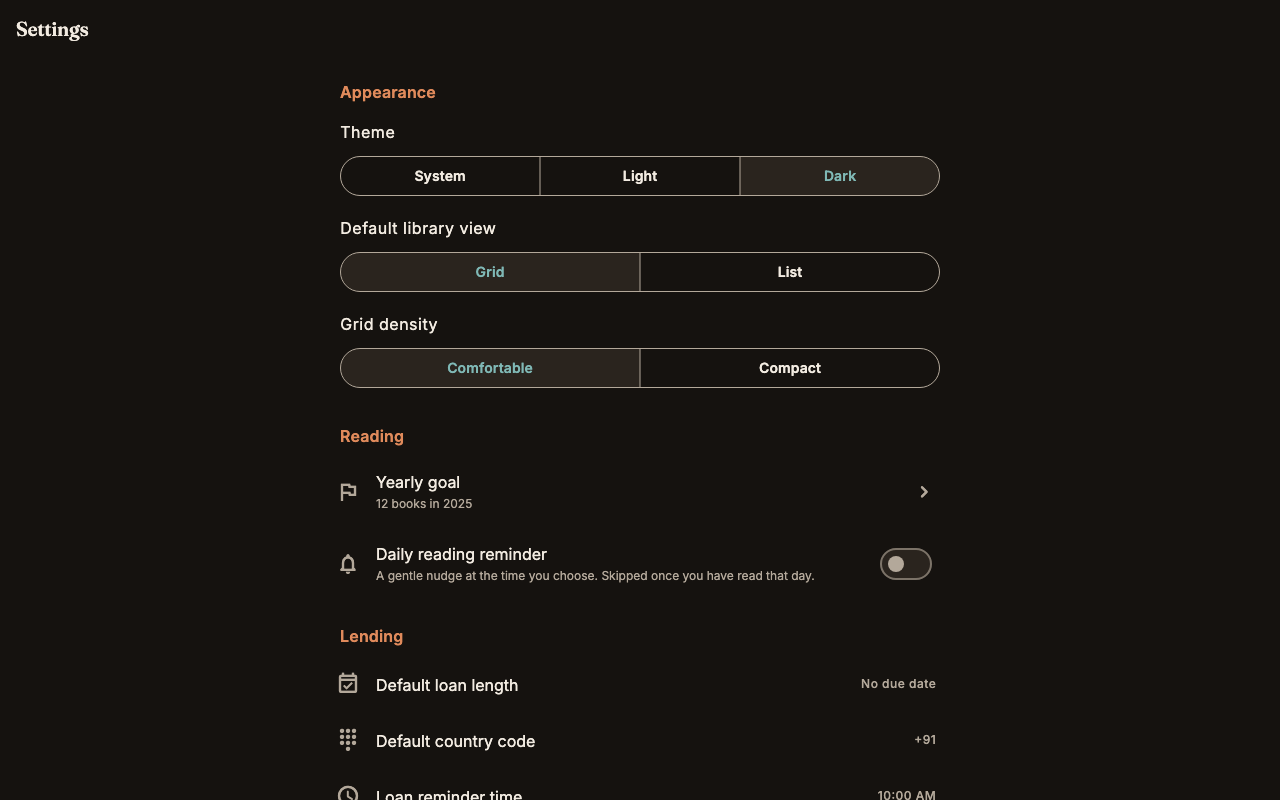 Settings
Appearance
Theme
System Light Dark
Default library view
Grid List
Grid density
Comfortable Compact
Reading
Yearly goal
12 books in 2025
Daily reading reminder
A gentle nudge at the time you choose. Skipped once you have read that day.
Lending
Default loan length No due date
Default country code +91
Loan reminder time 10:00 AM